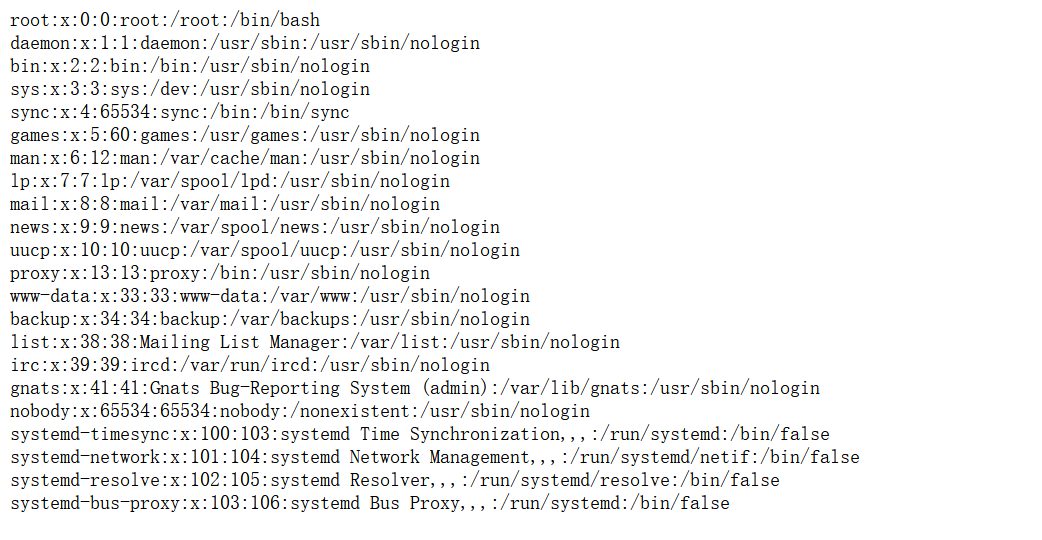 root:x:0:0:root:/root:/bin/bash
daemon:x:1:1:daemon:/usr/sbin:/usr/sbin/nologin
bin:x:2:2:bin:/bin:/usr/sbin/nologin
sys:x:3:3:sys:/dev:/usr/sbin/nologin
sync:x:4:65534:sync:/bin:/bin/sync
games:x:5:60:games:/usr/games:/usr/sbin/nologin
man:x:6:12:man:/var/cache/man:/usr/sbin/nologin
lp:x:7:7:lp:/var/spool/lpd:/usr/sbin/nologin
mail:x:8:8:mail:/var/mail:/usr/sbin/nologin
news:x:9:9:news:/var/spool/news:/usr/sbin/nologin
uucp:x:10:10:uucp:/var/spool/uucp:/usr/sbin/nologin
proxy:x:13:13:proxy:/bin:/usr/sbin/nologin
www-data:x:33:33:www-data:/var/www:/usr/sbin/nologin
backup:x:34:34:backup:/var/backups:/usr/sbin/nologin
list:x:38:38:Mailing List Manager:/var/list:/usr/sbin/nologin
irc:x:39:39:ircd:/var/run/ircd:/usr/sbin/nologin
gnats:x:41:41:Gnats Bug-Reporting System (admin):/var/lib/gnats:/usr/sbin/nologin
nobody:x:65534:65534:nobody:/nonexistent:/usr/sbin/nologin
systemd-timesync:x:100:103:systemd Time Synchronization,,,:/run/systemd:/bin/false
systemd-network:x:101:104:systemd Network Management,,,:/run/systemd/netif:/bin/false
systemd-resolve:x:102:105:systemd Resolver,,,:/run/systemd/resolve:/bin/false
systemd-bus-proxy:x:103:106:systemd Bus Proxy,,,:/run/systemd:/bin/false